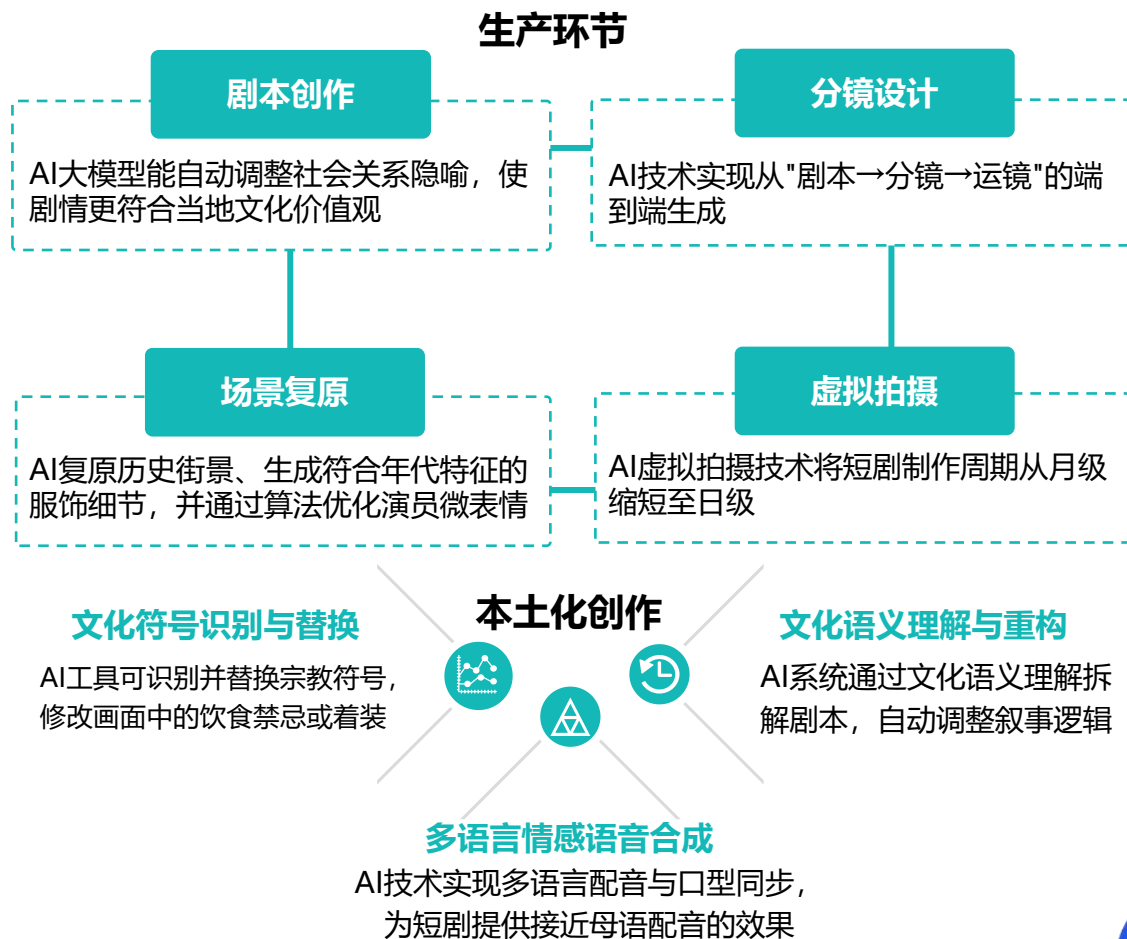 生产环节
剧本创作
AI大模型能自动调整社会关系隐喻，使
剧情更符合当地文化价值观
分镜设计
AI技术实现从"剧本→分镜→运镜"的端
到端生成
场景复原
AI复原历史街景、生成符合年代特征的
服饰细节，并通过算法优化演员微表情
虚拟拍摄
AI虚拟拍摄技术将短剧制作周期从月级
缩短至日级
本土化创作
文化符号识别与替换
AI工具可识别并替换宗教符号，
修改画面中的饮食禁忌或着装
文化语义理解与重构
AI系统通过文化语义理解拆
解剧本，自动调整叙事逻辑
多语言情感语音合成
AI技术实现多语言配音与口型同步，
为短剧提供接近母语配音的效果